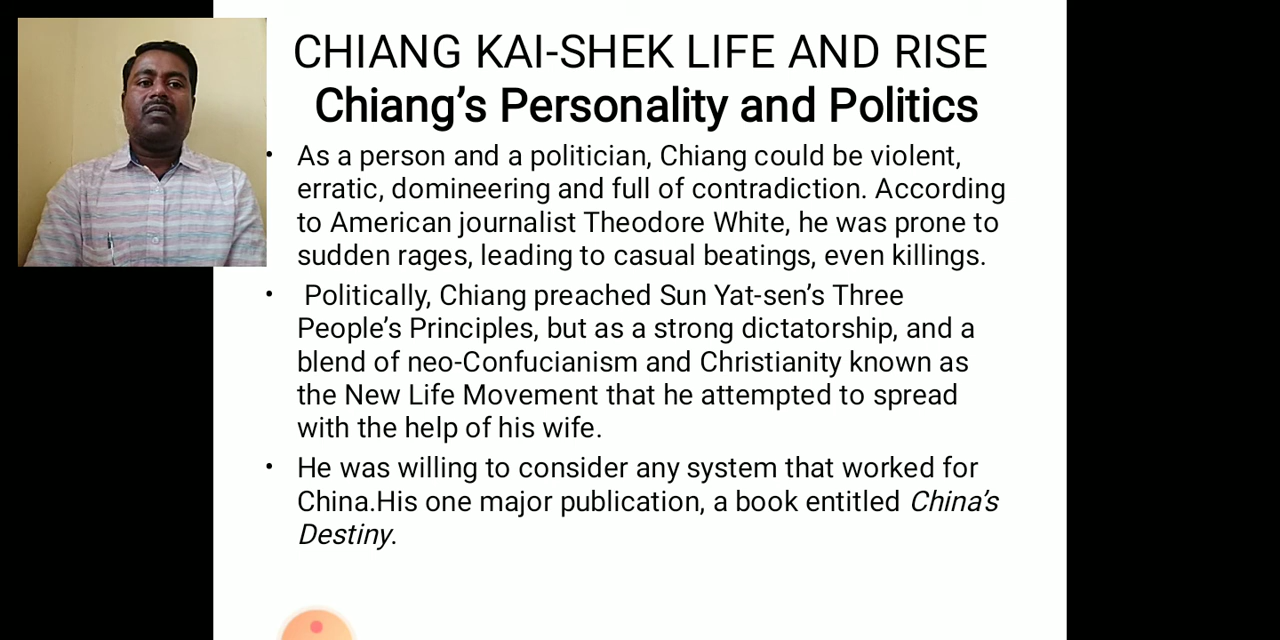 CHIANG KAI-SHEK LIFE AND RISE
Chiang’s Personality and Politics
• As a person and a politician, Chiang could be violent,
erratic, domineering and full of contradiction. According
to American journalist Theodore White, he was prone to
sudden rages, leading to casual beatings, even killings.
• Politically, Chiang preached Sun Yat-sen’s Three
People’s Principles, but as a strong dictatorship, and a
blend of neo-Confucianism and Christianity known as
the New Life Movement that he attempted to spread
with the help of his wife.
• He was willing to consider any system that worked for
China.His one major publication, a book entitled China’s
Destiny.